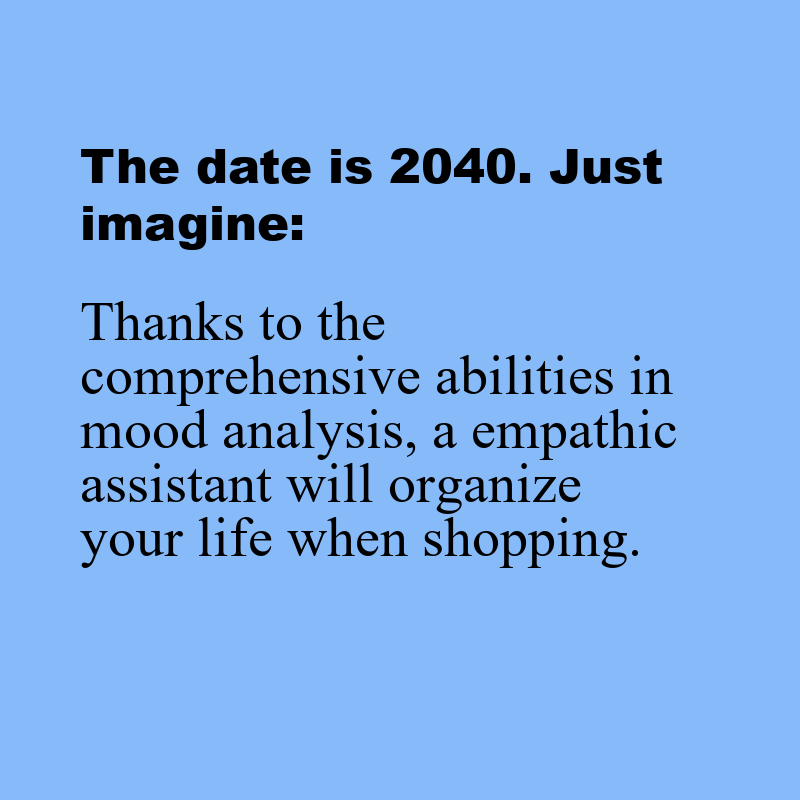 The date is 2040. Just
imagine:
Thanks to the
comprehensive abilities in
mood analysis, a empathic
assistant will organize
your life when shopping.